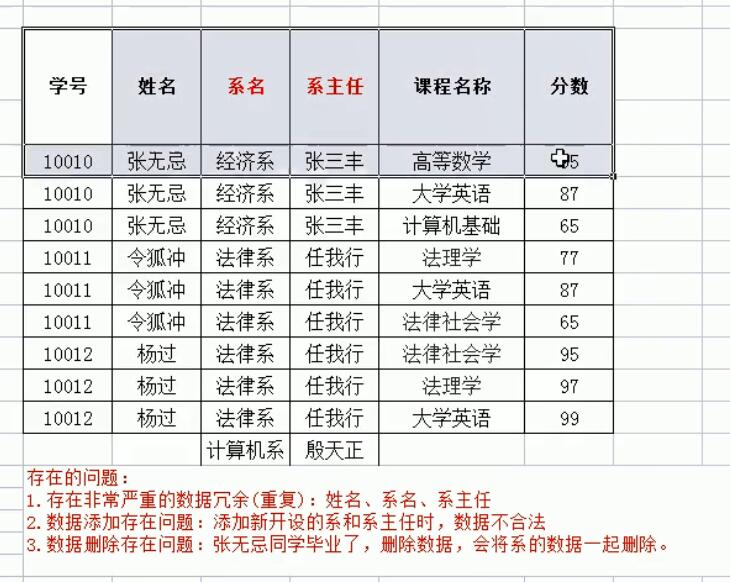 学号 姓名 系名 系主任 课程名称 分数
10010 张无忌 经济系 张三丰 高等数学 5
10010 张无忌 经济系 张三丰 大学英语 87
10010 张无忌 经济系 张三丰 计算机基础 65
10011 令狐冲 法律系 任我行 法理学 77
10011 令狐冲 法律系 任我行 大学英语 87
10011 令狐冲 法律系 任我行 法律社会学 65
10012 杨过 法律系 任我行 法律社会学 95
10012 杨过 法律系 任我行 法理学 97
10012 杨过 法律系 任我行 大学英语 99
计算机系 殷天正
存在的问题：
1.存在非常严重的数据冗余(重复)：姓名、系名、系主任
2.数据添加存在问题：添加新开设的系和系主任时，数据不合法
3.数据删除存在问题：张无忌同学毕业了，删除数据，会将系的数据一起删除。